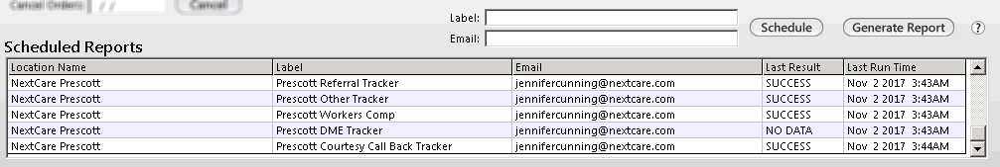 Cancel Orders: / / Cancel
Label:
Email:
Schedule Generate Report ?
Scheduled Reports
Location Name Label Email Last Result Last Run Time
NextCare Prescott Prescott Referral Tracker jennifercunning@nextcare.com SUCCESS Nov 2 2017 3:43AM
NextCare Prescott Prescott Other Tracker jennifercunning@nextcare.com SUCCESS Nov 2 2017 3:43AM
NextCare Prescott Prescott Workers Comp jennifercunning@nextcare.com SUCCESS Nov 2 2017 3:43AM
NextCare Prescott Prescott DME Tracker jennifercunning@nextcare.com NO DATA Nov 2 2017 3:43AM
NextCare Prescott Prescott Courtesy Call Back Tracker jennifercunning@nextcare.com SUCCESS Nov 2 2017 3:44AM